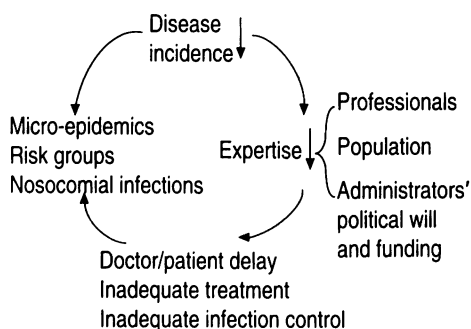 Disease
incidence
Professionals
Micro-epidemics
Risk groups
Nosocomial infections
Expertise
Population
Administrators'
political will
and funding
Doctor/patient delay
Inadequate treatment
Inadequate infection control